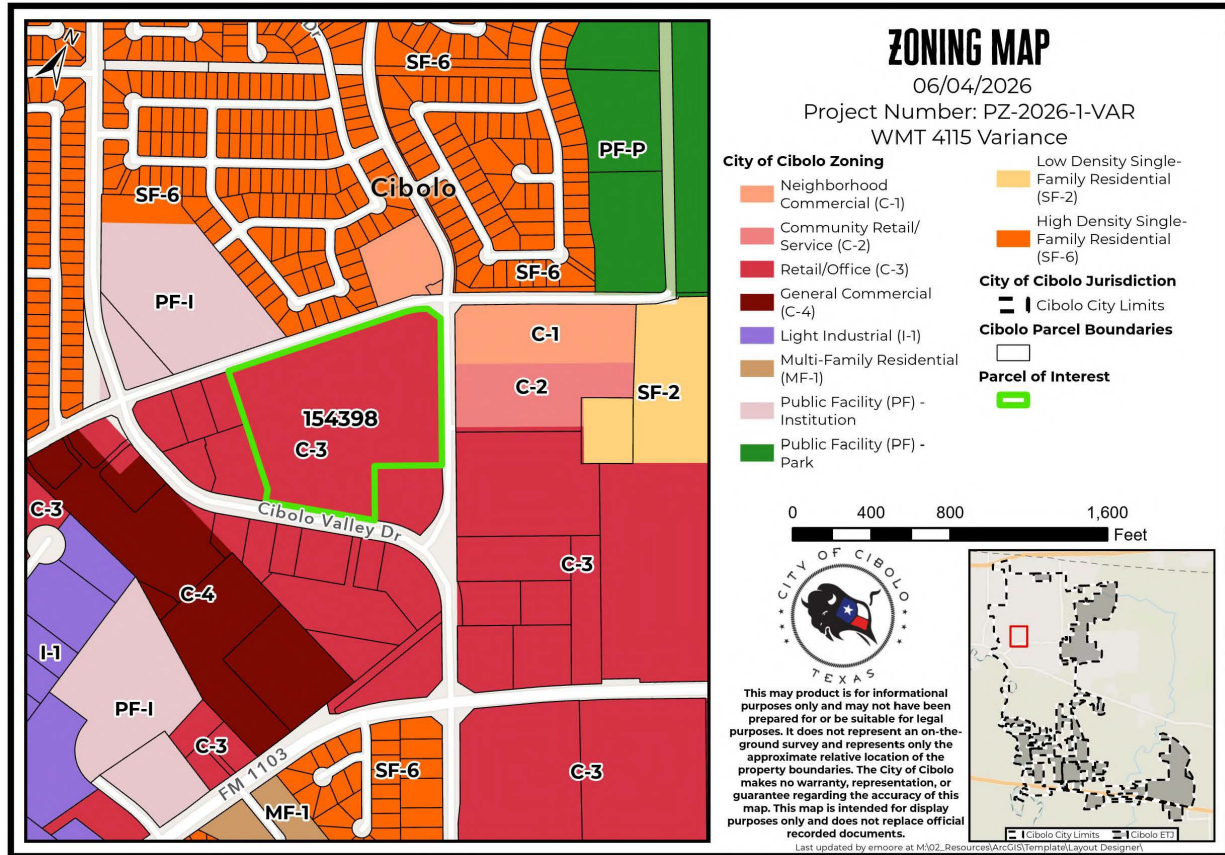 ZONING MAP
06/04/2026
Project Number: PZ-2026-1-VAR
WMT 4115 Variance
City of Cibolo Zoning
Neighborhood
Commercial (C-1)
Community Retail/
Service (C-2)
Retail/Office (C-3)
General Commercial
(C-4)
Light Industrial (I-1)
Multi-Family Residential
(MF-1)
Public Facility (PF) -
Institution
Public Facility (PF) -
Park
Low Density Single-
Family Residential
(SF-2)
High Density Single-
Family Residential
(SF-6)
City of Cibolo Jurisdiction
Cibolo City Limits
Cibolo Parcel Boundaries
Parcel of Interest
N
Dr
SF-6
PF-P
Cibolo
SF-6
SF-6
PF-I
C-1
C-2
SF-2
154398
C-3
Cibolo Valley Dr
C-3
C-3
C-4
I-1
PF-I
C-3
FM 1103
SF-6
MF-1
C-3
0 400 800 1,600
Feet
CITY OF CIBOLO
TEXAS
This may product is for informational
purposes only and may not have been
prepared for or be suitable for legal
purposes. It does not represent an on-the-
ground survey and represents only the
approximate relative location of the
property boundaries. The City of Cibolo
makes no warranty, representation, or
guarantee regarding the accuracy of this
map. This map is intended for display
purposes only and does not replace official
recorded documents.
Cibolo City Limits Cibolo ETJ
Last updated by emoore at M:\02_Resources\ArcGIS\Template\Layout Designer\